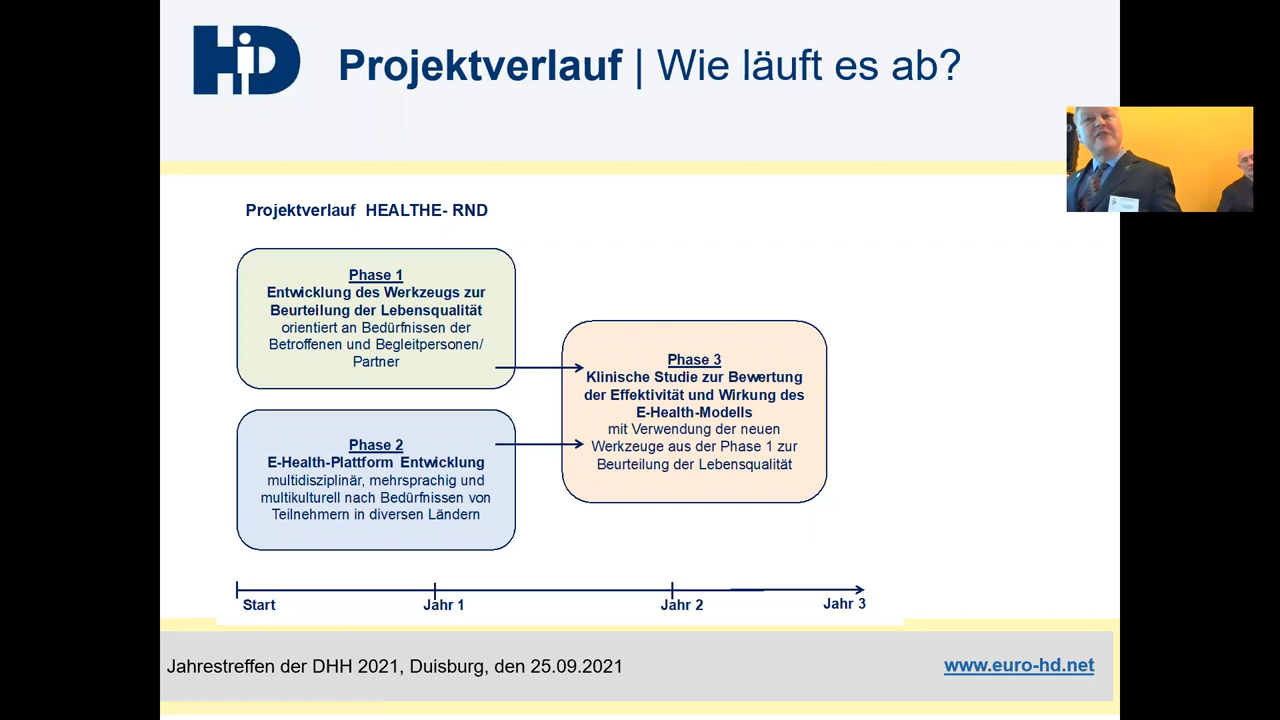 HD
Projektverlauf | Wie läuft es ab?
Projektverlauf HEALTHE- RND
Phase 1
Entwicklung des Werkzeugs zur
Beurteilung der Lebensqualität
orientiert an Bedürfnissen der
Betroffenen und Begleitpersonen/
Partner
Phase 2
E-Health-Plattform Entwicklung
multidisziplinär, mehrsprachig und
multikulturell nach Bedürfnissen von
Teilnehmern in diversen Ländern
Phase 3
Klinische Studie zur Bewertung
der Effektivität und Wirkung des
E-Health-Modells
mit Verwendung der neuen
Werkzeuge aus der Phase 1 zur
Beurteilung der Lebensqualität
Start
Jahr 1
Jahr 2
Jahr 3
Jahrestreffen der DHH 2021, Duisburg, den 25.09.2021
www.euro-hd.net